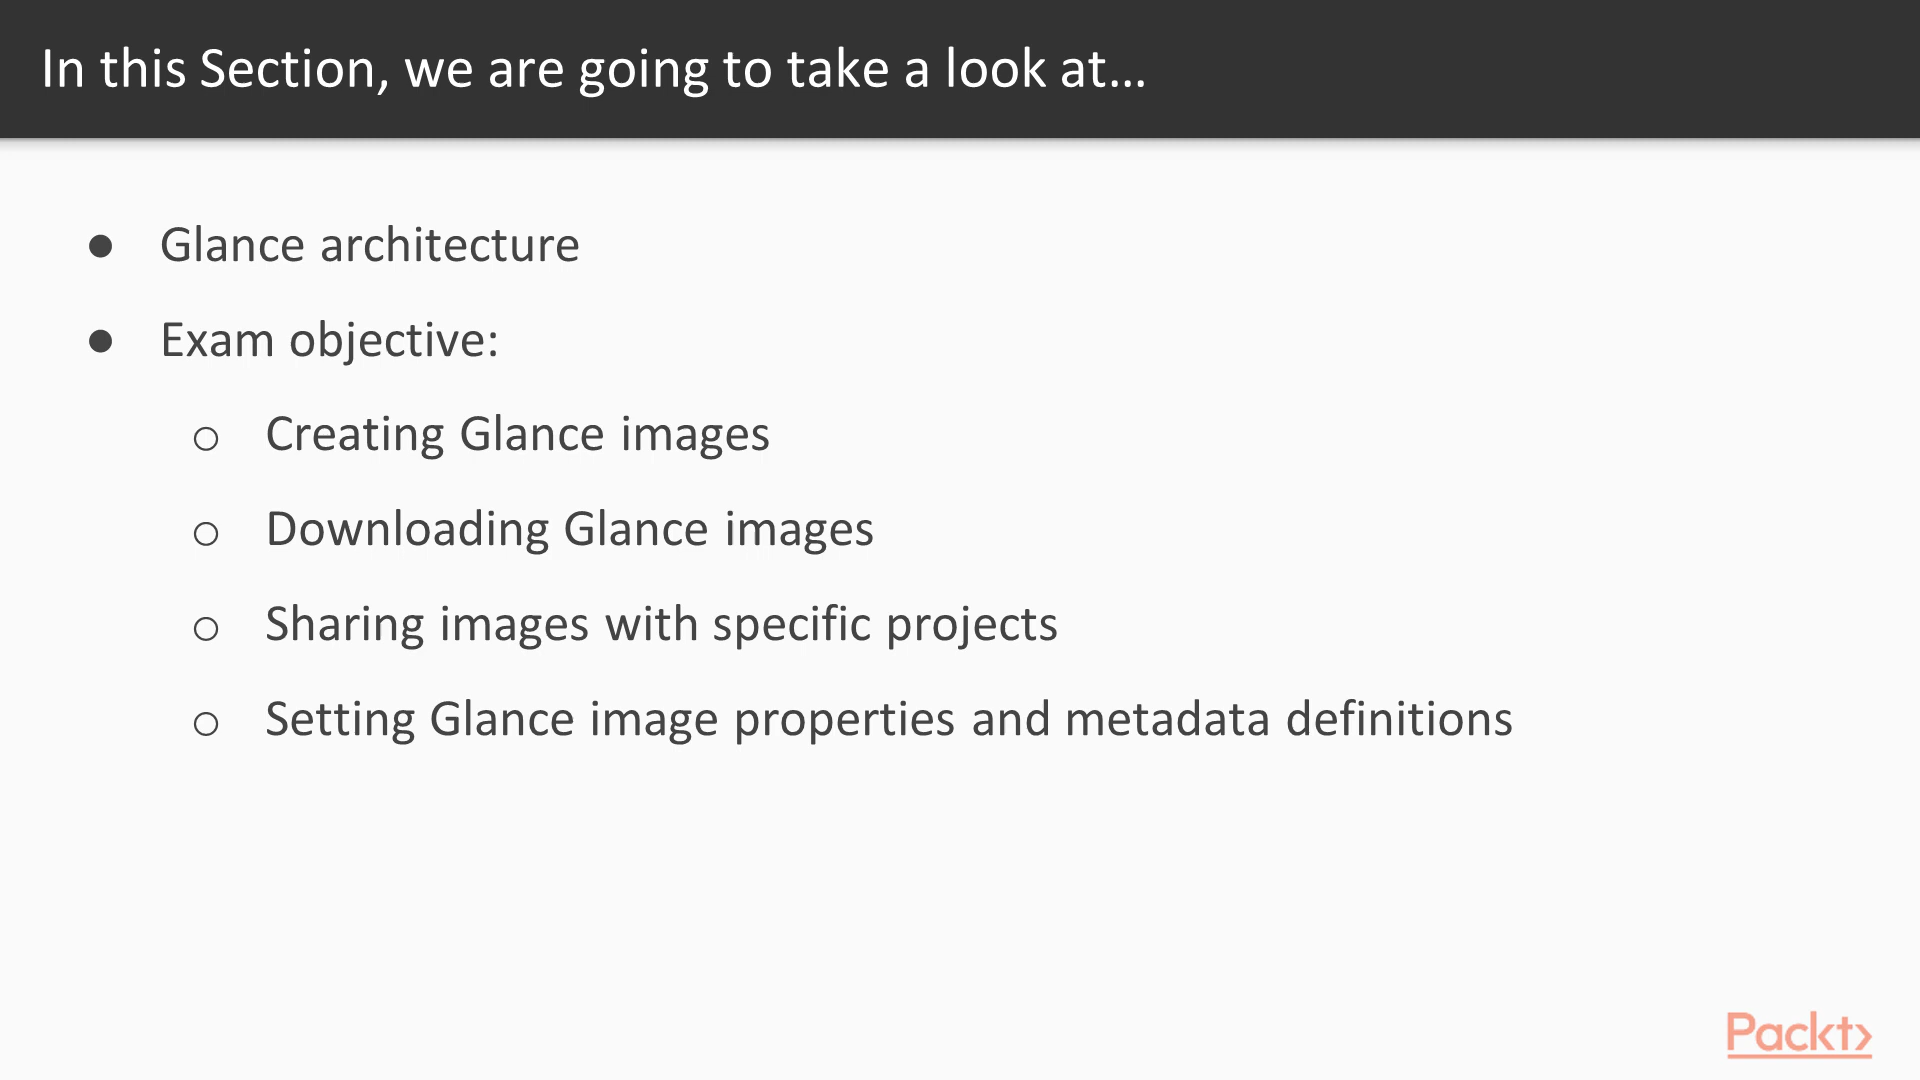 In this Section, we are going to take a look at...
● Glance architecture
● Exam objective:
○ Creating Glance images
○ Downloading Glance images
○ Sharing images with specific projects
○ Setting Glance image properties and metadata definitions
Packt>